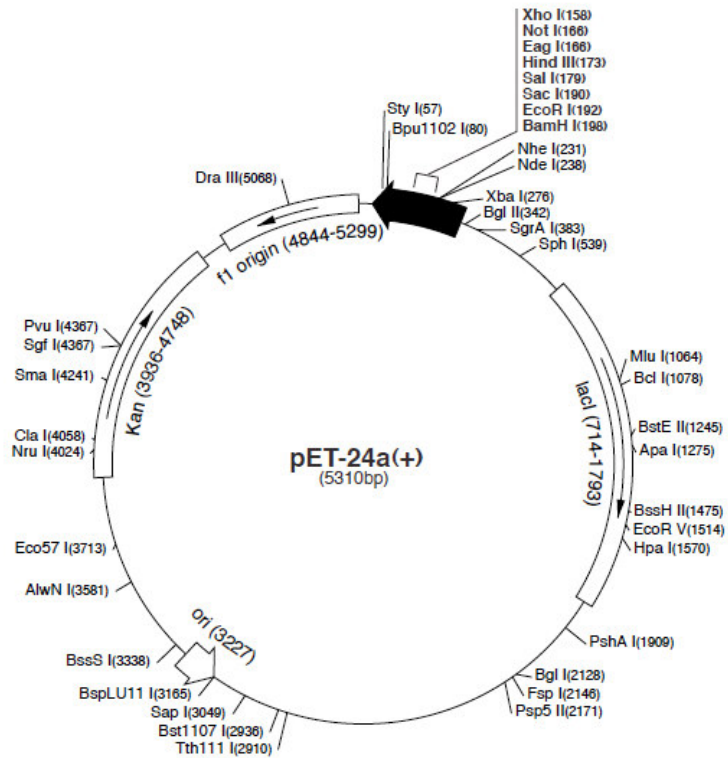 Xho I(158)
Not I(166)
Eag I(166)
Hind III(173)
Sal I(179)
Sac I(190)
EcoR I(192)
BamH I(198)
Sty I(57)
Bpu1102 I(80)
Nhe I(231)
Nde I(238)
Xba I(276)
Bgl II(342)
SgrA I(383)
Sph I(539)
Dra III(5068)
f1 origin (4844-5299)
Pvu I(4367)
Sgf I(4367)
Sma I(4241)
Kan (3936-4748)
Cla I(4058)
Nru I(4024)
Mlu I(1064)
Bcl I(1078)
BstE II(1245)
Apa I(1275)
lacI (714-1793)
BssH II(1475)
EcoR V(1514)
Hpa I(1570)
pET-24a(+)
(5310bp)
Eco57 I(3713)
AlwN I(3581)
ori (3227)
BssS I(3338)
BspLU11 I(3165)
Sap I(3049)
Bst1107 I(2936)
Tth111 I(2910)
PshA I(1909)
Bgl I(2128)
Fsp I(2146)
Psp5 II(2171)